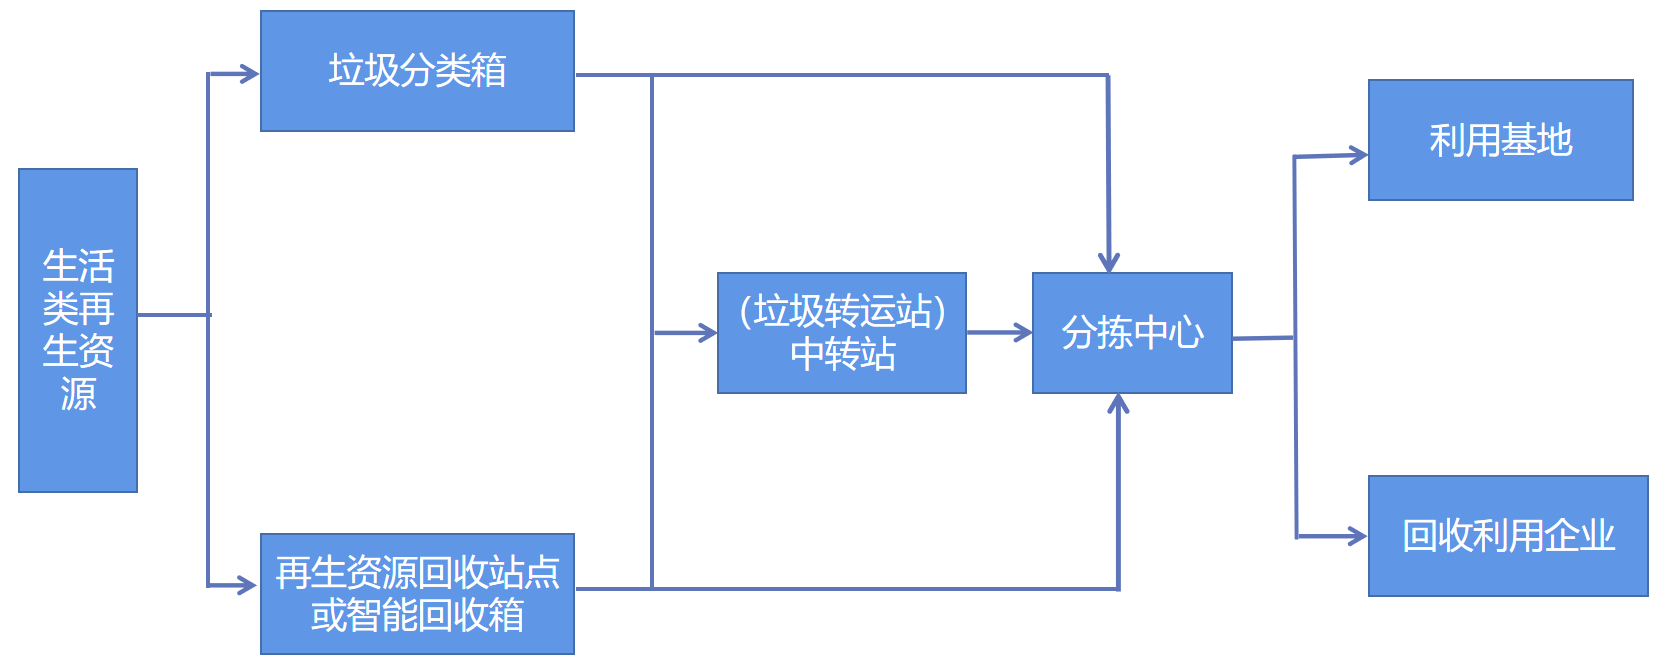 生活
类再
生资
源
垃圾分类箱
再生资源回收站点
或智能回收箱
（垃圾转运站）
中转站
分拣中心
利用基地
回收利用企业